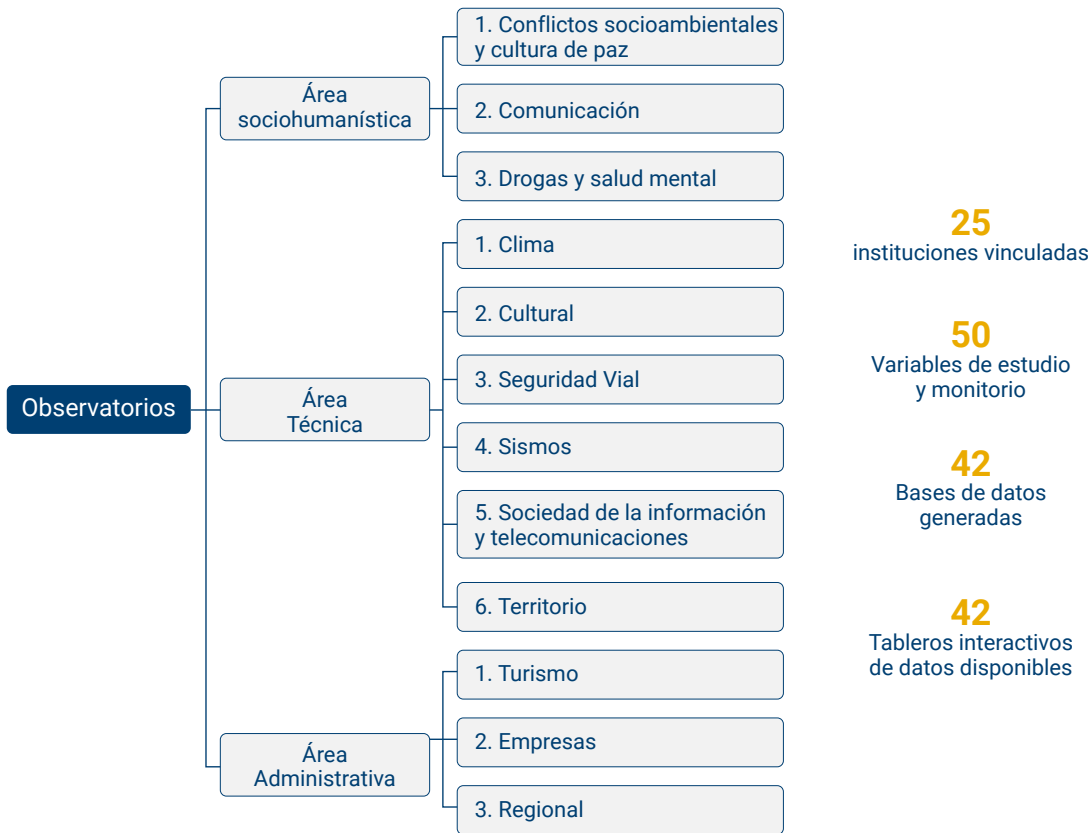 Observatorios
Área
sociohumanística
1. Conflictos socioambientales
y cultura de paz
2. Comunicación
3. Drogas y salud mental
Área
Técnica
1. Clima
2. Cultural
3. Seguridad Vial
4. Sismos
5. Sociedad de la información
y telecomunicaciones
6. Territorio
Área
Administrativa
1. Turismo
2. Empresas
3. Regional
25
instituciones vinculadas
50
Variables de estudio
y monitorio
42
Bases de datos
generadas
42
Tableros interactivos
de datos disponibles